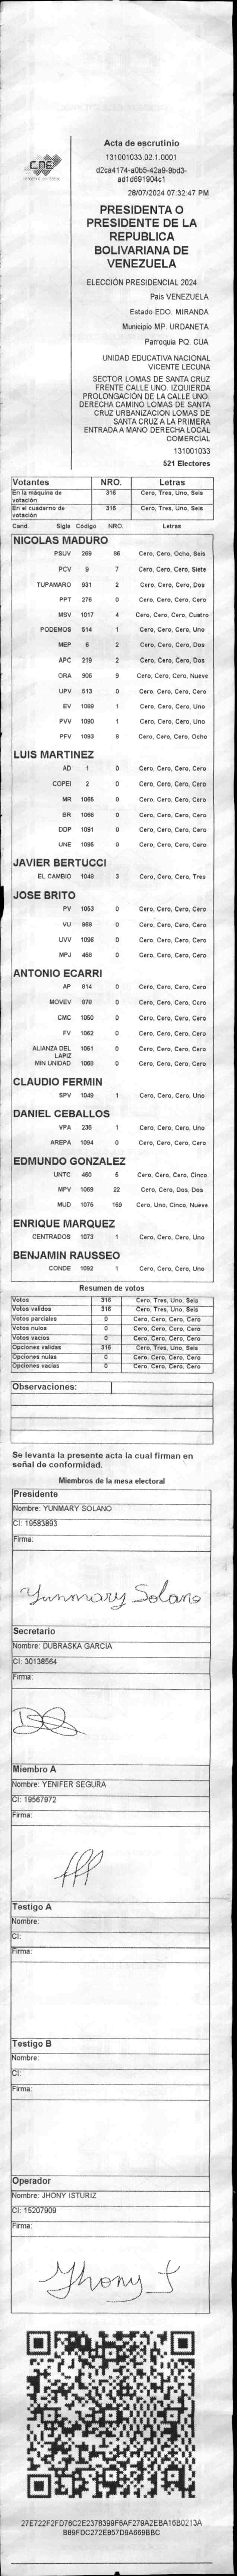 CNE
Acta de escrutinio
131001033.02.1.0001
d2ca4174-a0b5-42a9-9bd3-
ad1d691904c1
28/07/2024 07:32:47 PM
PRESIDENTA O
PRESIDENTE DE LA
REPUBLICA
BOLIVARIANA DE
VENEZUELA
ELECCIÓN PRESIDENCIAL 2024
País VENEZUELA
Estado EDO. MIRANDA
Municipio MP. URDANETA
Parroquia PQ. CUA
UNIDAD EDUCATIVA NACIONAL
VICENTE LECUNA
SECTOR LOMAS DE SANTA CRUZ
FRENTE CALLE UNO. IZQUIERDA
PROLONGACIÓN DE LA CALLE UNO.
DERECHA CAMINO LOMAS DE SANTA
CRUZ URBANIZACION LOMAS DE
SANTA CRUZ A LA PRIMERA
ENTRADA A MANO DERECHA LOCAL
COMERCIAL
131001033
521 Electores
Votantes NRO. Letras
En la máquina de votación 316 Cero, Tres, Uno, Seis
En el cuaderno de votación 316 Cero, Tres, Uno, Seis
Cand. Sigla Código NRO. Letras
NICOLAS MADURO
PSUV 269 86 Cero, Cero, Ocho, Seis
PCV 9 7 Cero, Cero, Cero, Siete
TUPAMARO 931 2 Cero, Cero, Cero, Dos
PPT 276 0 Cero, Cero, Cero, Cero
MSV 1017 4 Cero, Cero, Cero, Cuatro
PODEMOS 514 1 Cero, Cero, Cero, Uno
MEP 6 2 Cero, Cero, Cero, Dos
APC 219 2 Cero, Cero, Cero, Dos
ORA 906 9 Cero, Cero, Cero, Nueve
UPV 513 0 Cero, Cero, Cero, Cero
EV 1089 1 Cero, Cero, Cero, Uno
PVV 1090 1 Cero, Cero, Cero, Uno
PFV 1093 8 Cero, Cero, Cero, Ocho
LUIS MARTINEZ
AD 1 0 Cero, Cero, Cero, Cero
COPEI 2 0 Cero, Cero, Cero, Cero
MR 1065 0 Cero, Cero, Cero, Cero
BR 1066 0 Cero, Cero, Cero, Cero
DDP 1091 0 Cero, Cero, Cero, Cero
UNE 1095 0 Cero, Cero, Cero, Cero
JAVIER BERTUCCI
EL CAMBIO 1048 3 Cero, Cero, Cero, Tres
JOSE BRITO
PV 1053 0 Cero, Cero, Cero, Cero
VU 868 0 Cero, Cero, Cero, Cero
UVV 1096 0 Cero, Cero, Cero, Cero
MPJ 458 0 Cero, Cero, Cero, Cero
ANTONIO ECARRI
AP 814 0 Cero, Cero, Cero, Cero
MOVEV 878 0 Cero, Cero, Cero, Cero
CMC 1050 0 Cero, Cero, Cero, Cero
FV 1062 0 Cero, Cero, Cero, Cero
ALIANZA DEL LAPIZ 1061 0 Cero, Cero, Cero, Cero
MIN UNIDAD 1068 0 Cero, Cero, Cero, Cero
CLAUDIO FERMIN
SPV 1049 1 Cero, Cero, Cero, Uno
DANIEL CEBALLOS
VPA 236 1 Cero, Cero, Cero, Uno
AREPA 1094 0 Cero, Cero, Cero, Cero
EDMUNDO GONZALEZ
UNTC 460 5 Cero, Cero, Cero, Cinco
MPV 1069 22 Cero, Cero, Dos, Dos
MUD 1075 159 Cero, Uno, Cinco, Nueve
ENRIQUE MARQUEZ
CENTRADOS 1073 1 Cero, Cero, Cero, Uno
BENJAMIN RAUSSEO
CONDE 1092 1 Cero, Cero, Cero, Uno
Resumen de votos
Votos 316 Cero, Tres, Uno, Seis
Votos validos 316 Cero, Tres, Uno, Seis
Votos parciales 0 Cero, Cero, Cero, Cero
Votos nulos 0 Cero, Cero, Cero, Cero
Votos vacios 0 Cero, Cero, Cero, Cero
Opciones validas 316 Cero, Tres, Uno, Seis
Opciones nulas 0 Cero, Cero, Cero, Cero
Opciones vacias 0 Cero, Cero, Cero, Cero
Observaciones:
Se levanta la presente acta la cual firman en
señal de conformidad.
Miembros de la mesa electoral
Presidente
Nombre: YUNMARY SOLANO
CI: 19583893
Firma:
Yunmary Solano
Secretario
Nombre: DUBRASKA GARCIA
CI: 30138564
Firma:
Miembro A
Nombre: YENIFER SEGURA
CI: 19567972
Firma:
Testigo A
Nombre:
CI:
Firma:
Testigo B
Nombre:
CI:
Firma:
Operador
Nombre: JHONY ISTURIZ
CI: 15207909
Firma:
Jhony I
27E722F2FD76C2E2378399F6AF279A2EBA16B0213A
B89FDC272E857D9A669BBC